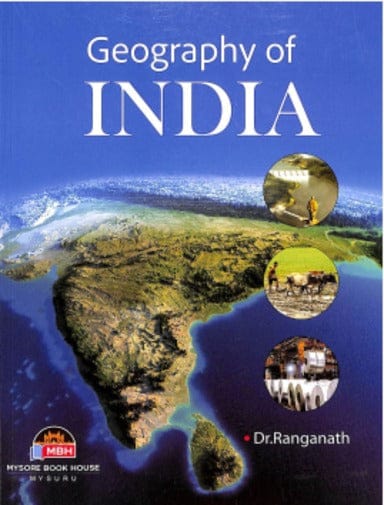 Geography of
INDIA
• Dr.Ranganath
MBH
MYSORE BOOK HOUSE
MYSURU